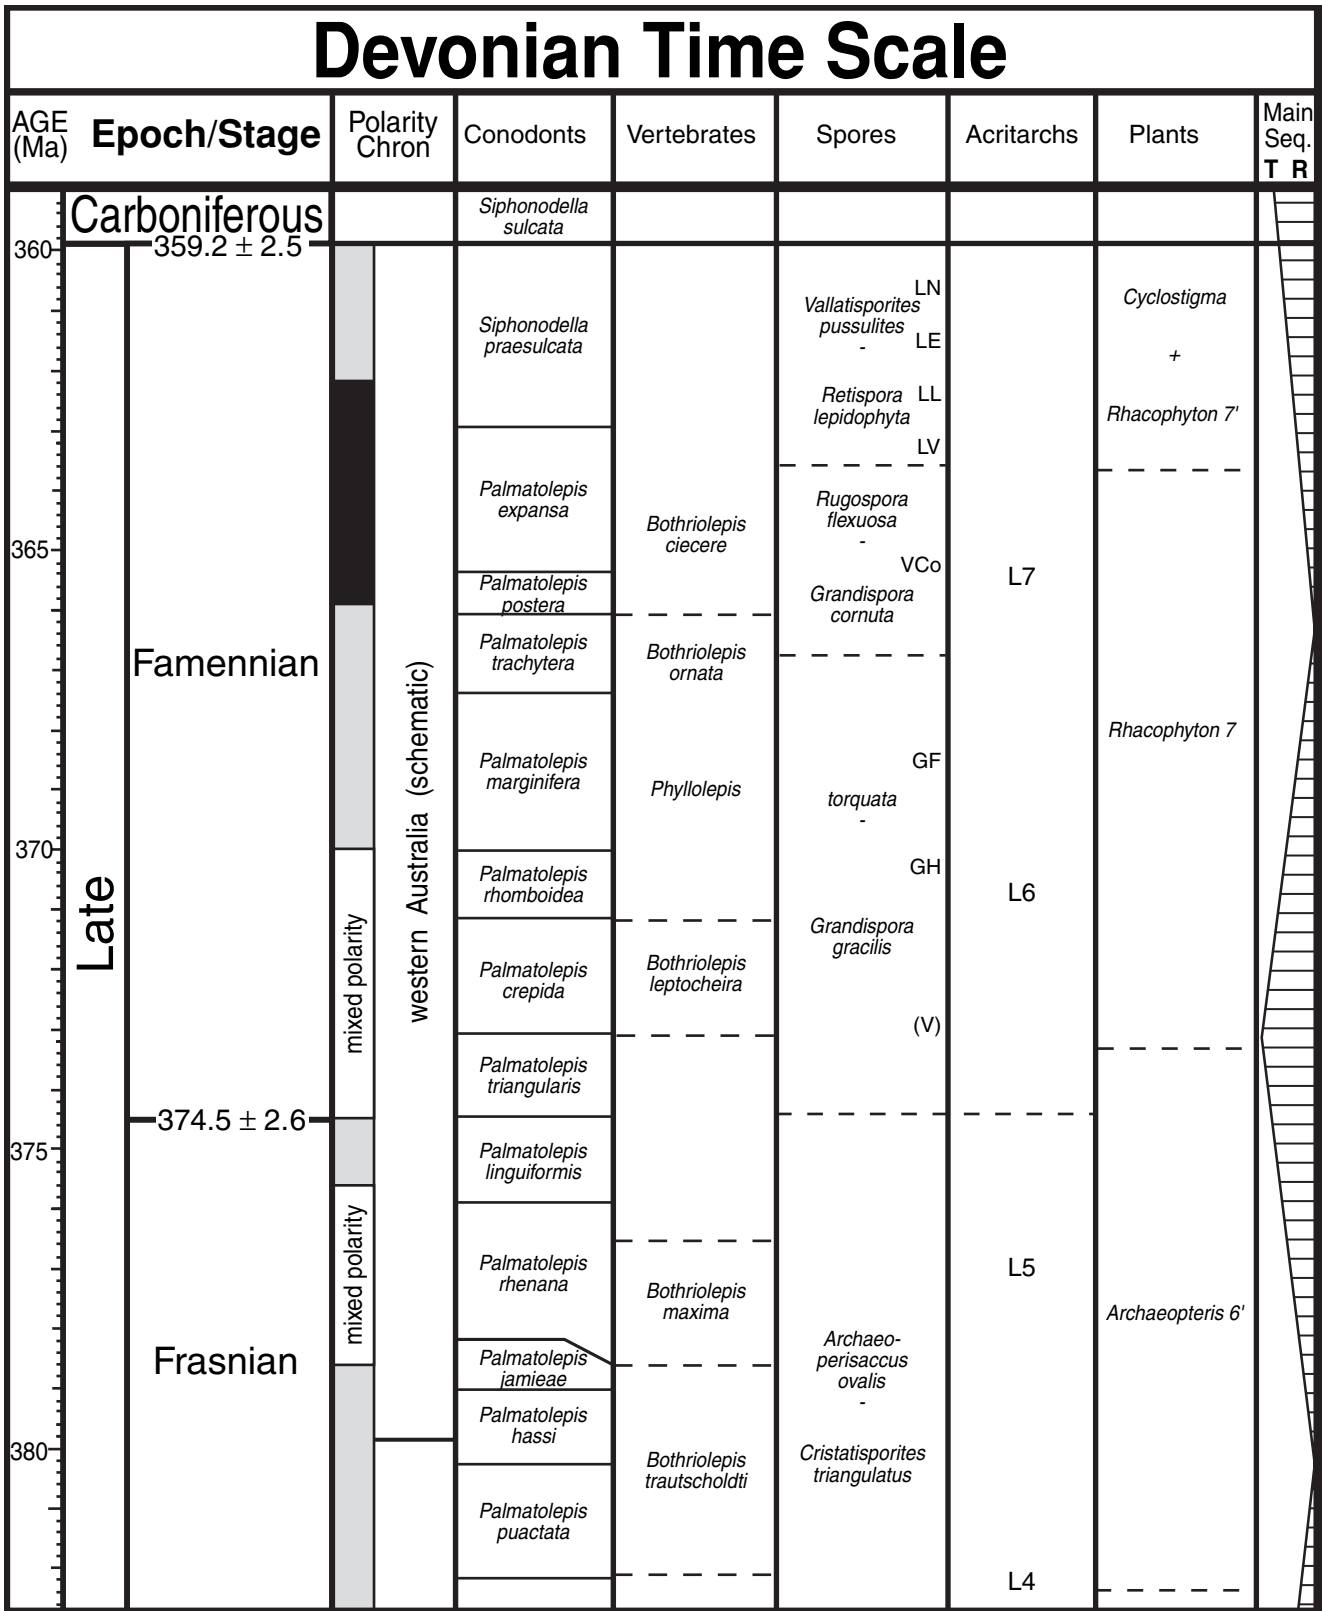 Devonian Time Scale
AGE
(Ma)
Epoch/Stage
Polarity
Chron
Conodonts
Vertebrates
Spores
Acritarchs
Plants
Main
Seq.
T R
Carboniferous
359.2 ± 2.5
360
365
370
375
380
Late
Famennian
374.5 ± 2.6
Frasnian
mixed polarity
mixed polarity
western Australia (schematic)
Siphonodella
sulcata
Siphonodella
praesulcata
Palmatolepis
expansa
Palmatolepis
postera
Palmatolepis
trachytera
Palmatolepis
marginifera
Palmatolepis
rhomboidea
Palmatolepis
crepida
Palmatolepis
triangularis
Palmatolepis
linguiformis
Palmatolepis
rhenana
Palmatolepis
jamieae
Palmatolepis
hassi
Palmatolepis
puactata
Bothriolepis
ciecere
Bothriolepis
ornata
Phyllolepis
Bothriolepis
leptocheira
Bothriolepis
maxima
Bothriolepis
trautscholdti
LN
Vallatisporites
pussulites
- LE
Retispora LL
lepidophyta
LV
Rugospora
flexuosa
-
VCo
Grandispora
cornuta
GF
torquata
-
GH
Grandispora
gracilis
(V)
Archaeo-
perisaccus
ovalis
-
Cristatisporites
triangulatus
L7
L6
L5
L4
Cyclostigma
+
Rhacophyton 7'
Rhacophyton 7
Archaeopteris 6'